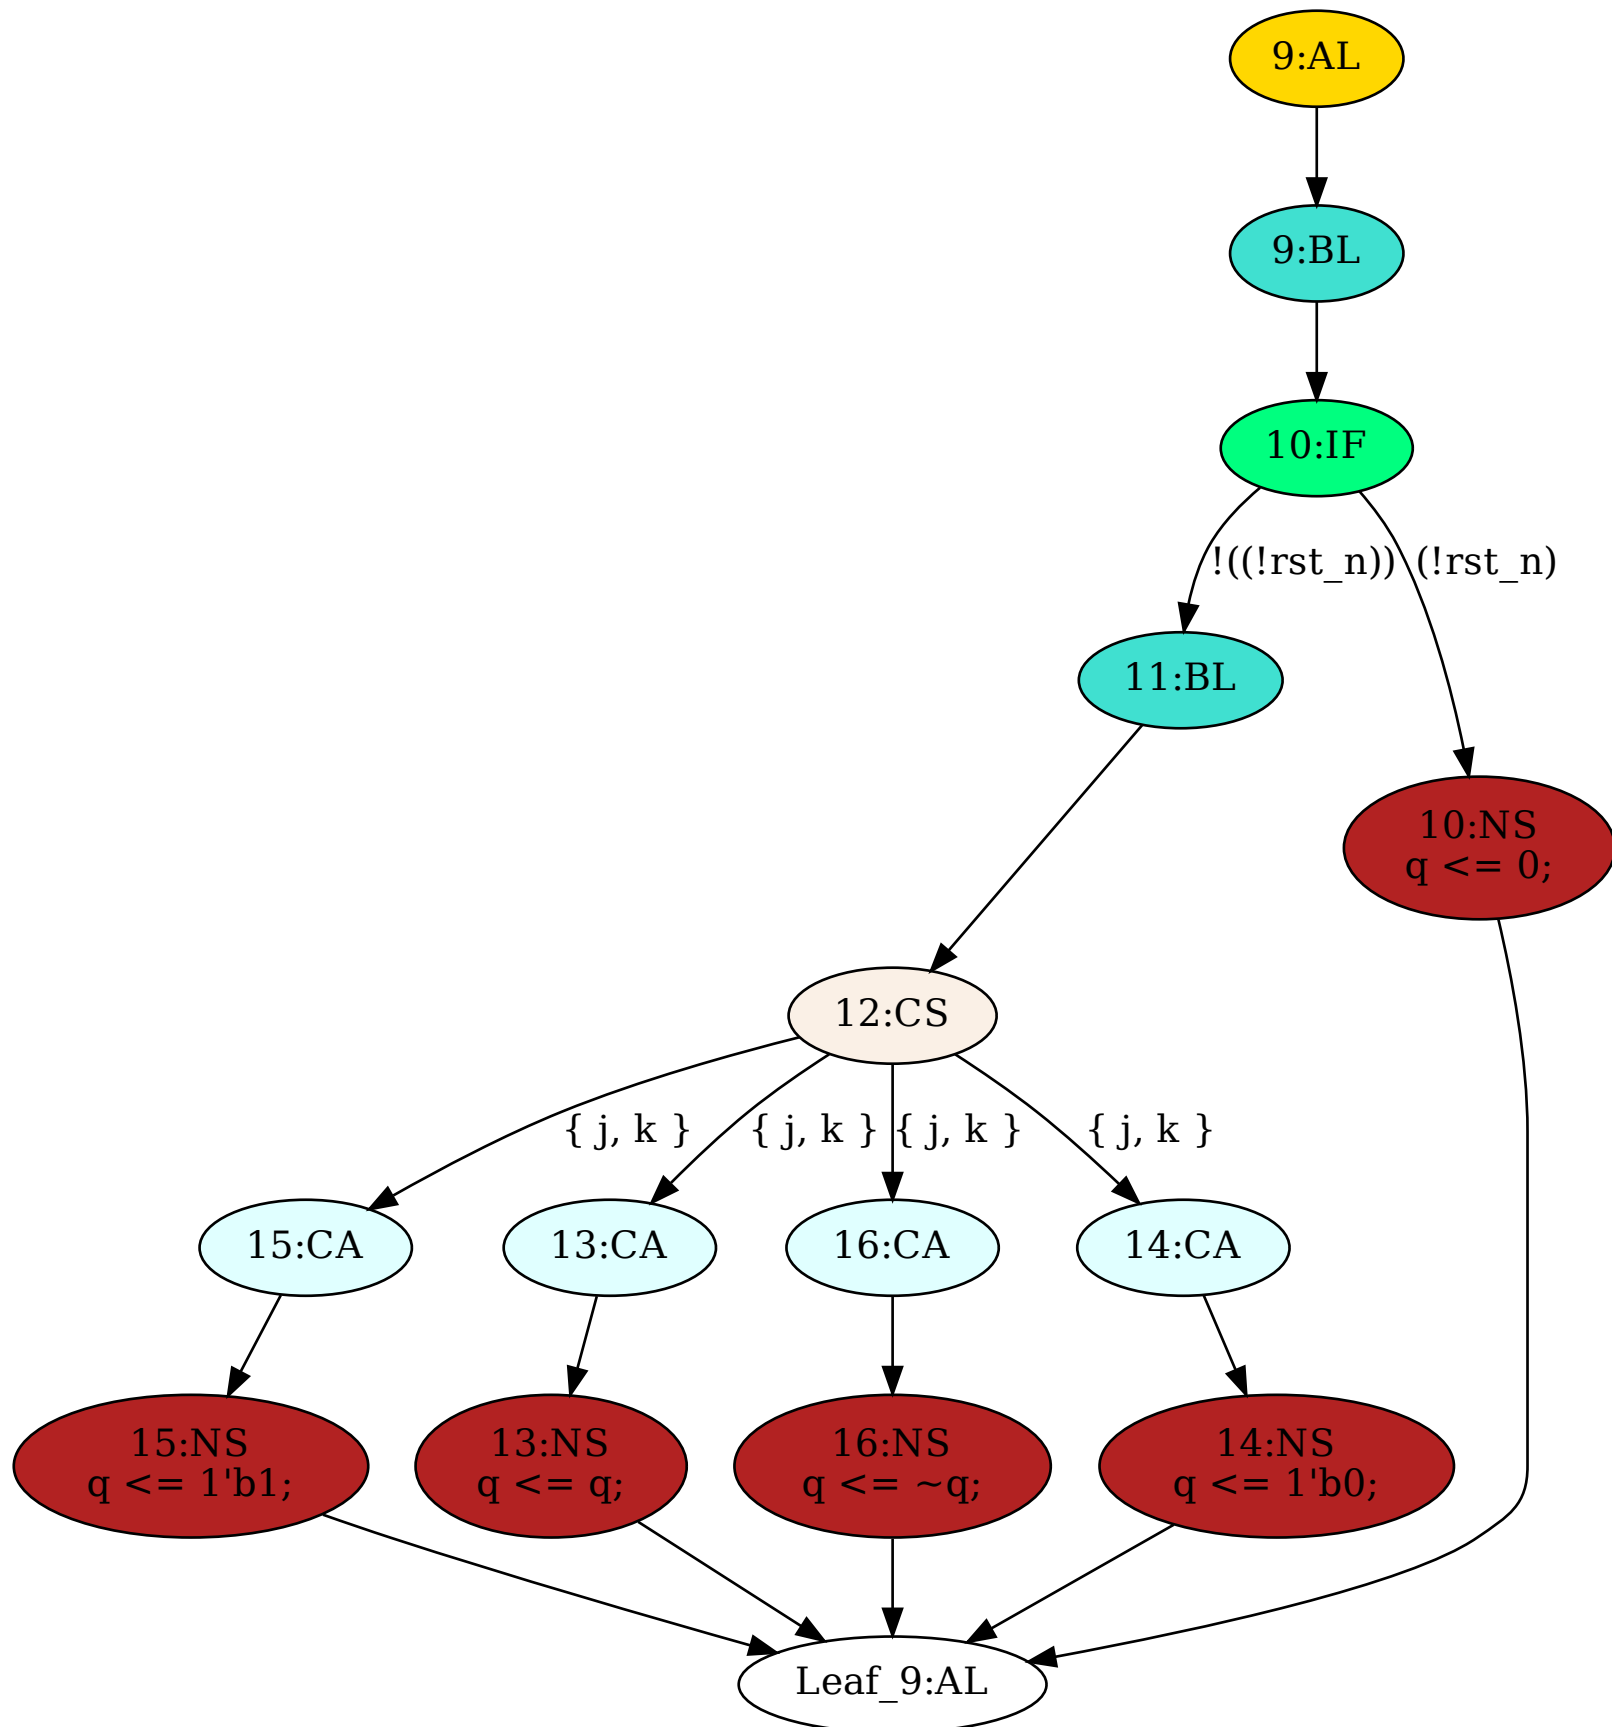 9:AL
9:BL
10:IF
!((!rst_n))
(!rst_n)
11:BL
10:NS
q <= 0;
12:CS
{ j, k }
{ j, k }
{ j, k }
{ j, k }
15:CA
13:CA
16:CA
14:CA
15:NS
q <= 1'b1;
13:NS
q <= q;
16:NS
q <= ~q;
14:NS
q <= 1'b0;
Leaf_9:AL